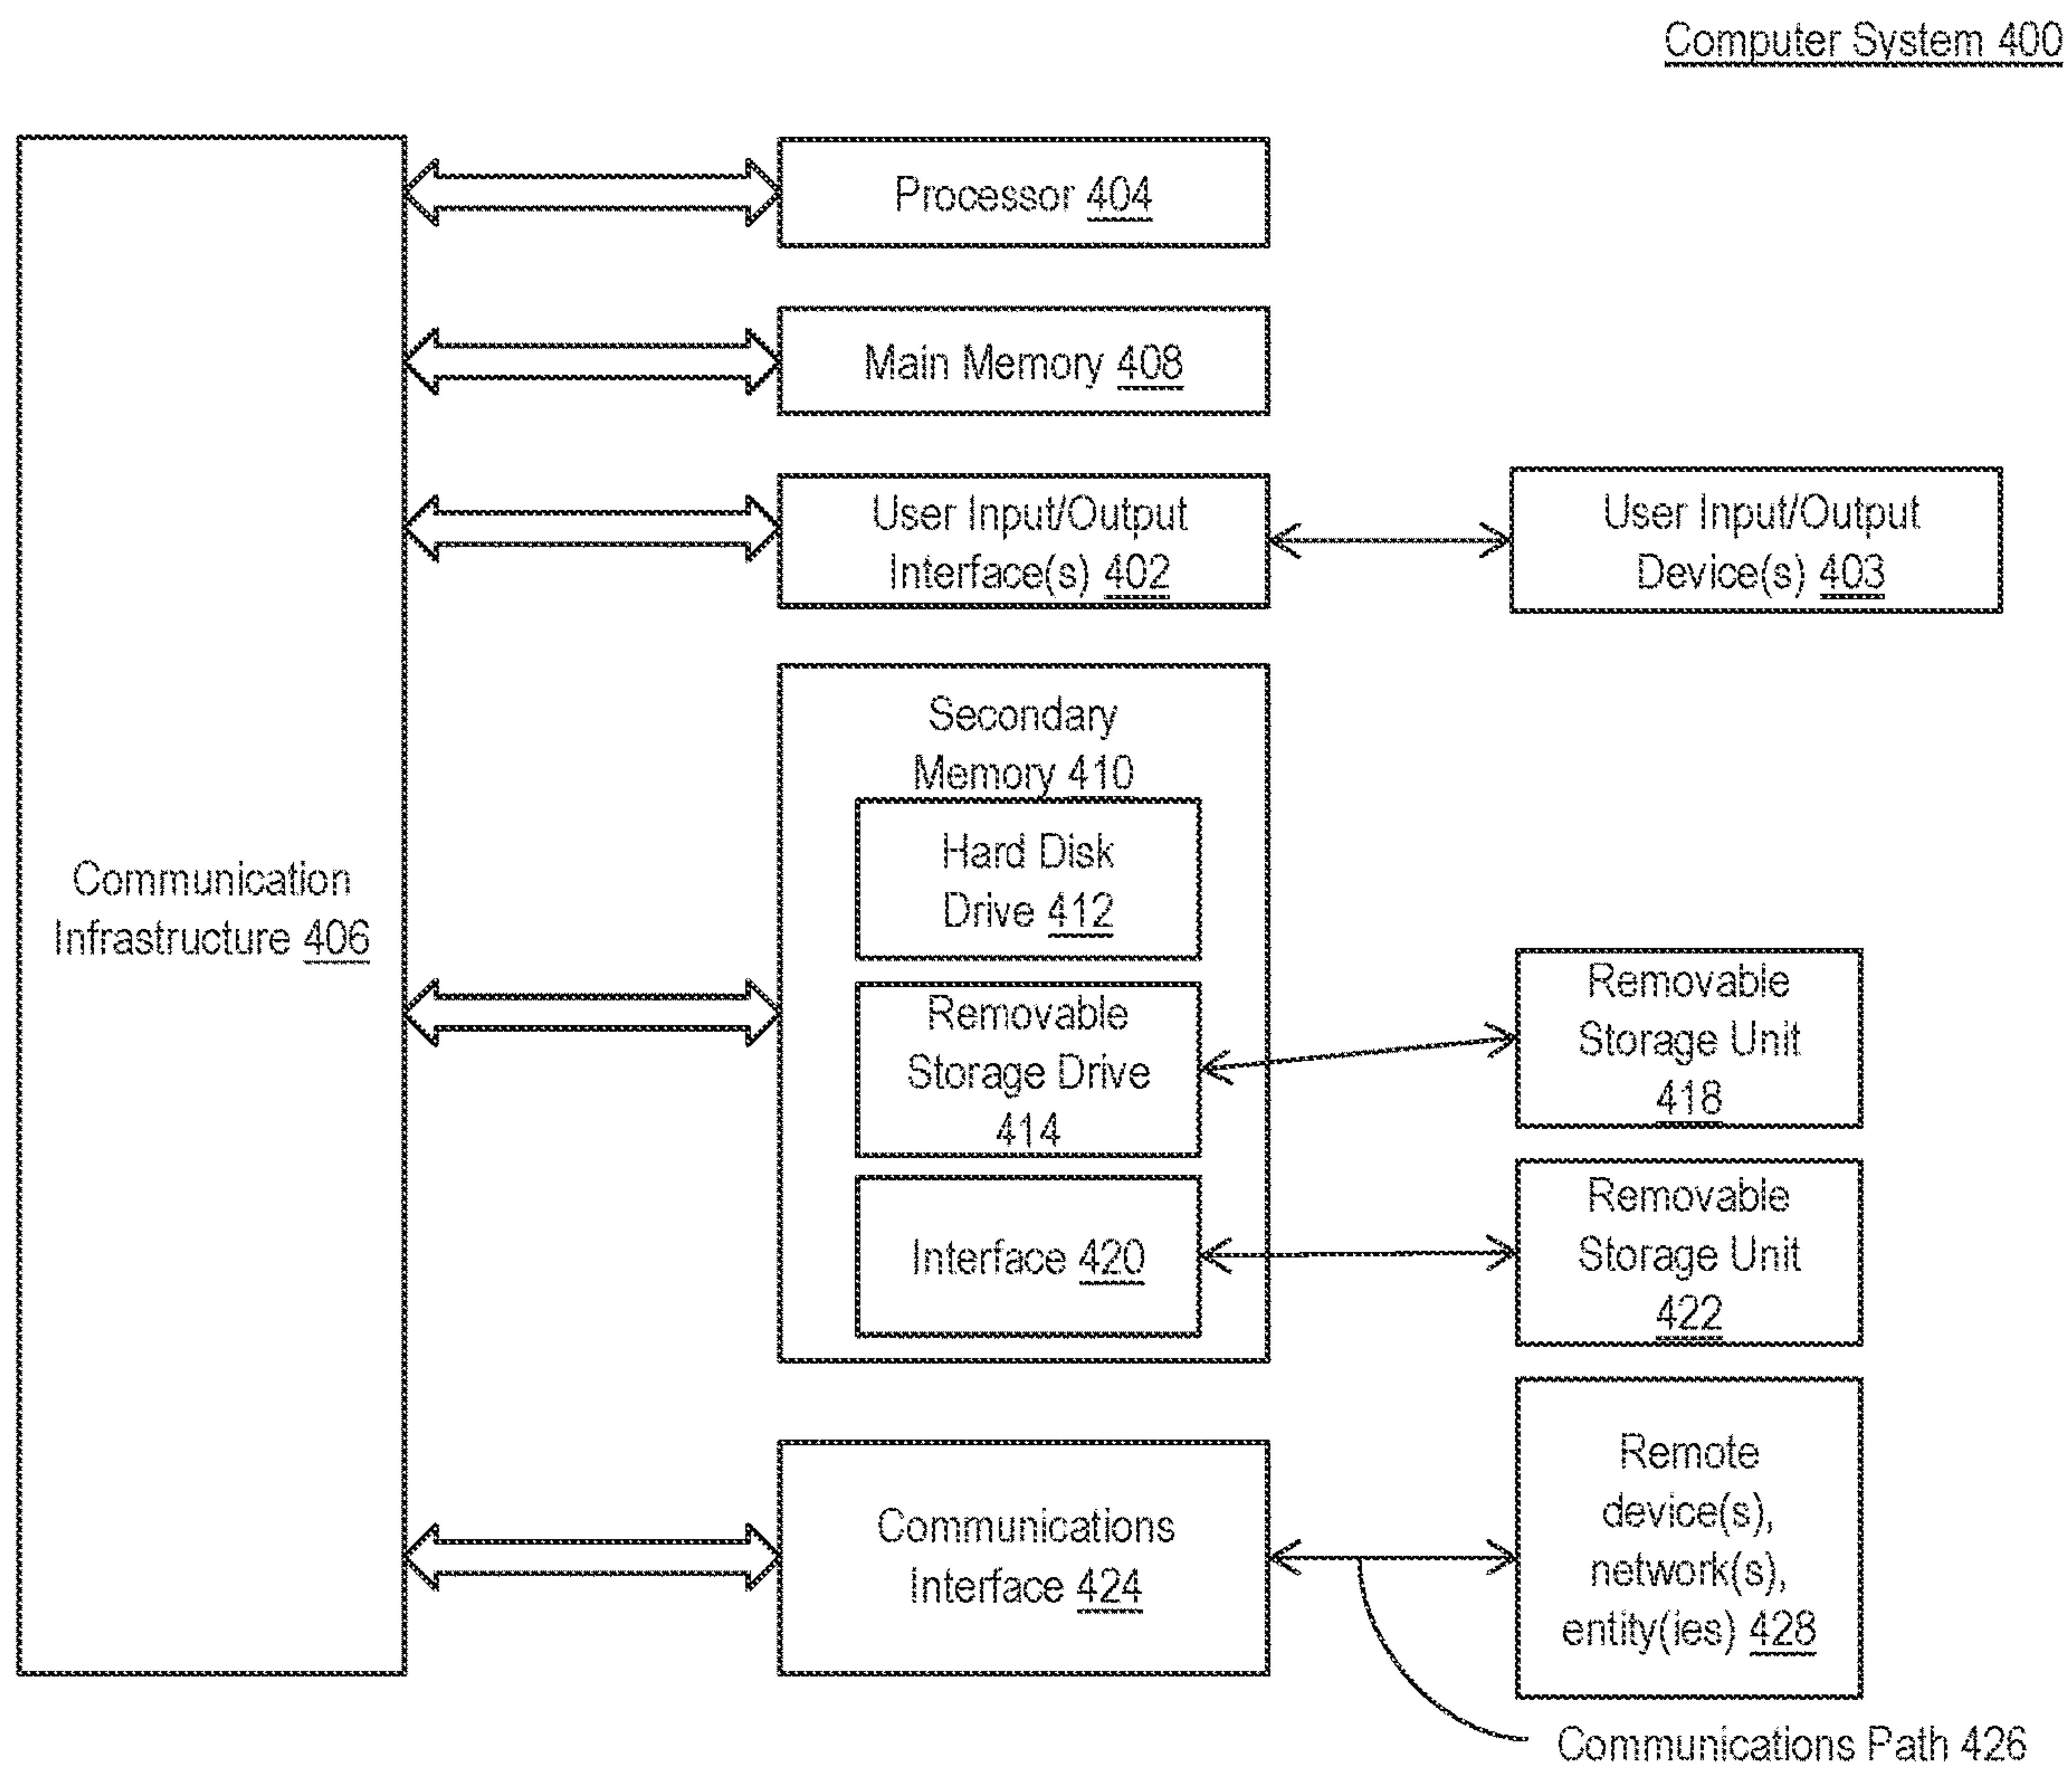 Computer System 400
Processor 404
Main Memory 408
User Input/Output
Interface(s) 402
User Input/Output
Device(s) 403
Secondary
Memory 410
Hard Disk
Drive 412
Communication
Infrastructure 406
Removable
Storage Drive
414
Removable
Storage Unit
418
Interface 420
Removable
Storage Unit
422
Communications
Interface 424
Remote
device(s),
network(s),
entity(ies) 428
Communications Path 426